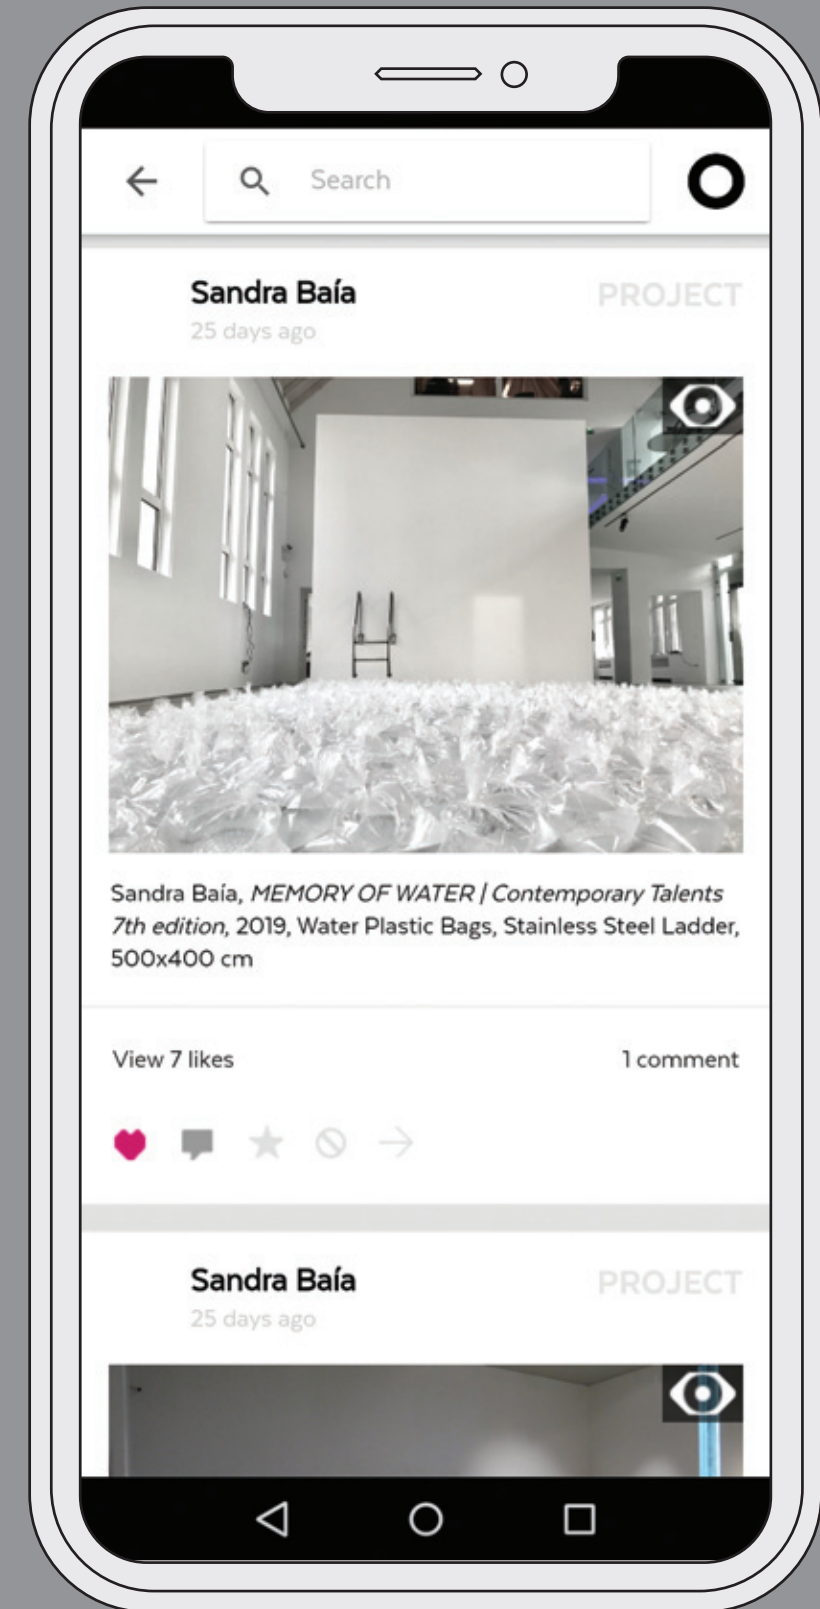 Search
Sandra Baía
PROJECT
25 days ago
Sandra Baía, MEMORY OF WATER | Contemporary Talents
7th edition, 2019, Water Plastic Bags, Stainless Steel Ladder,
500x400 cm
View 7 likes
1 comment
Sandra Baía
PROJECT
25 days ago